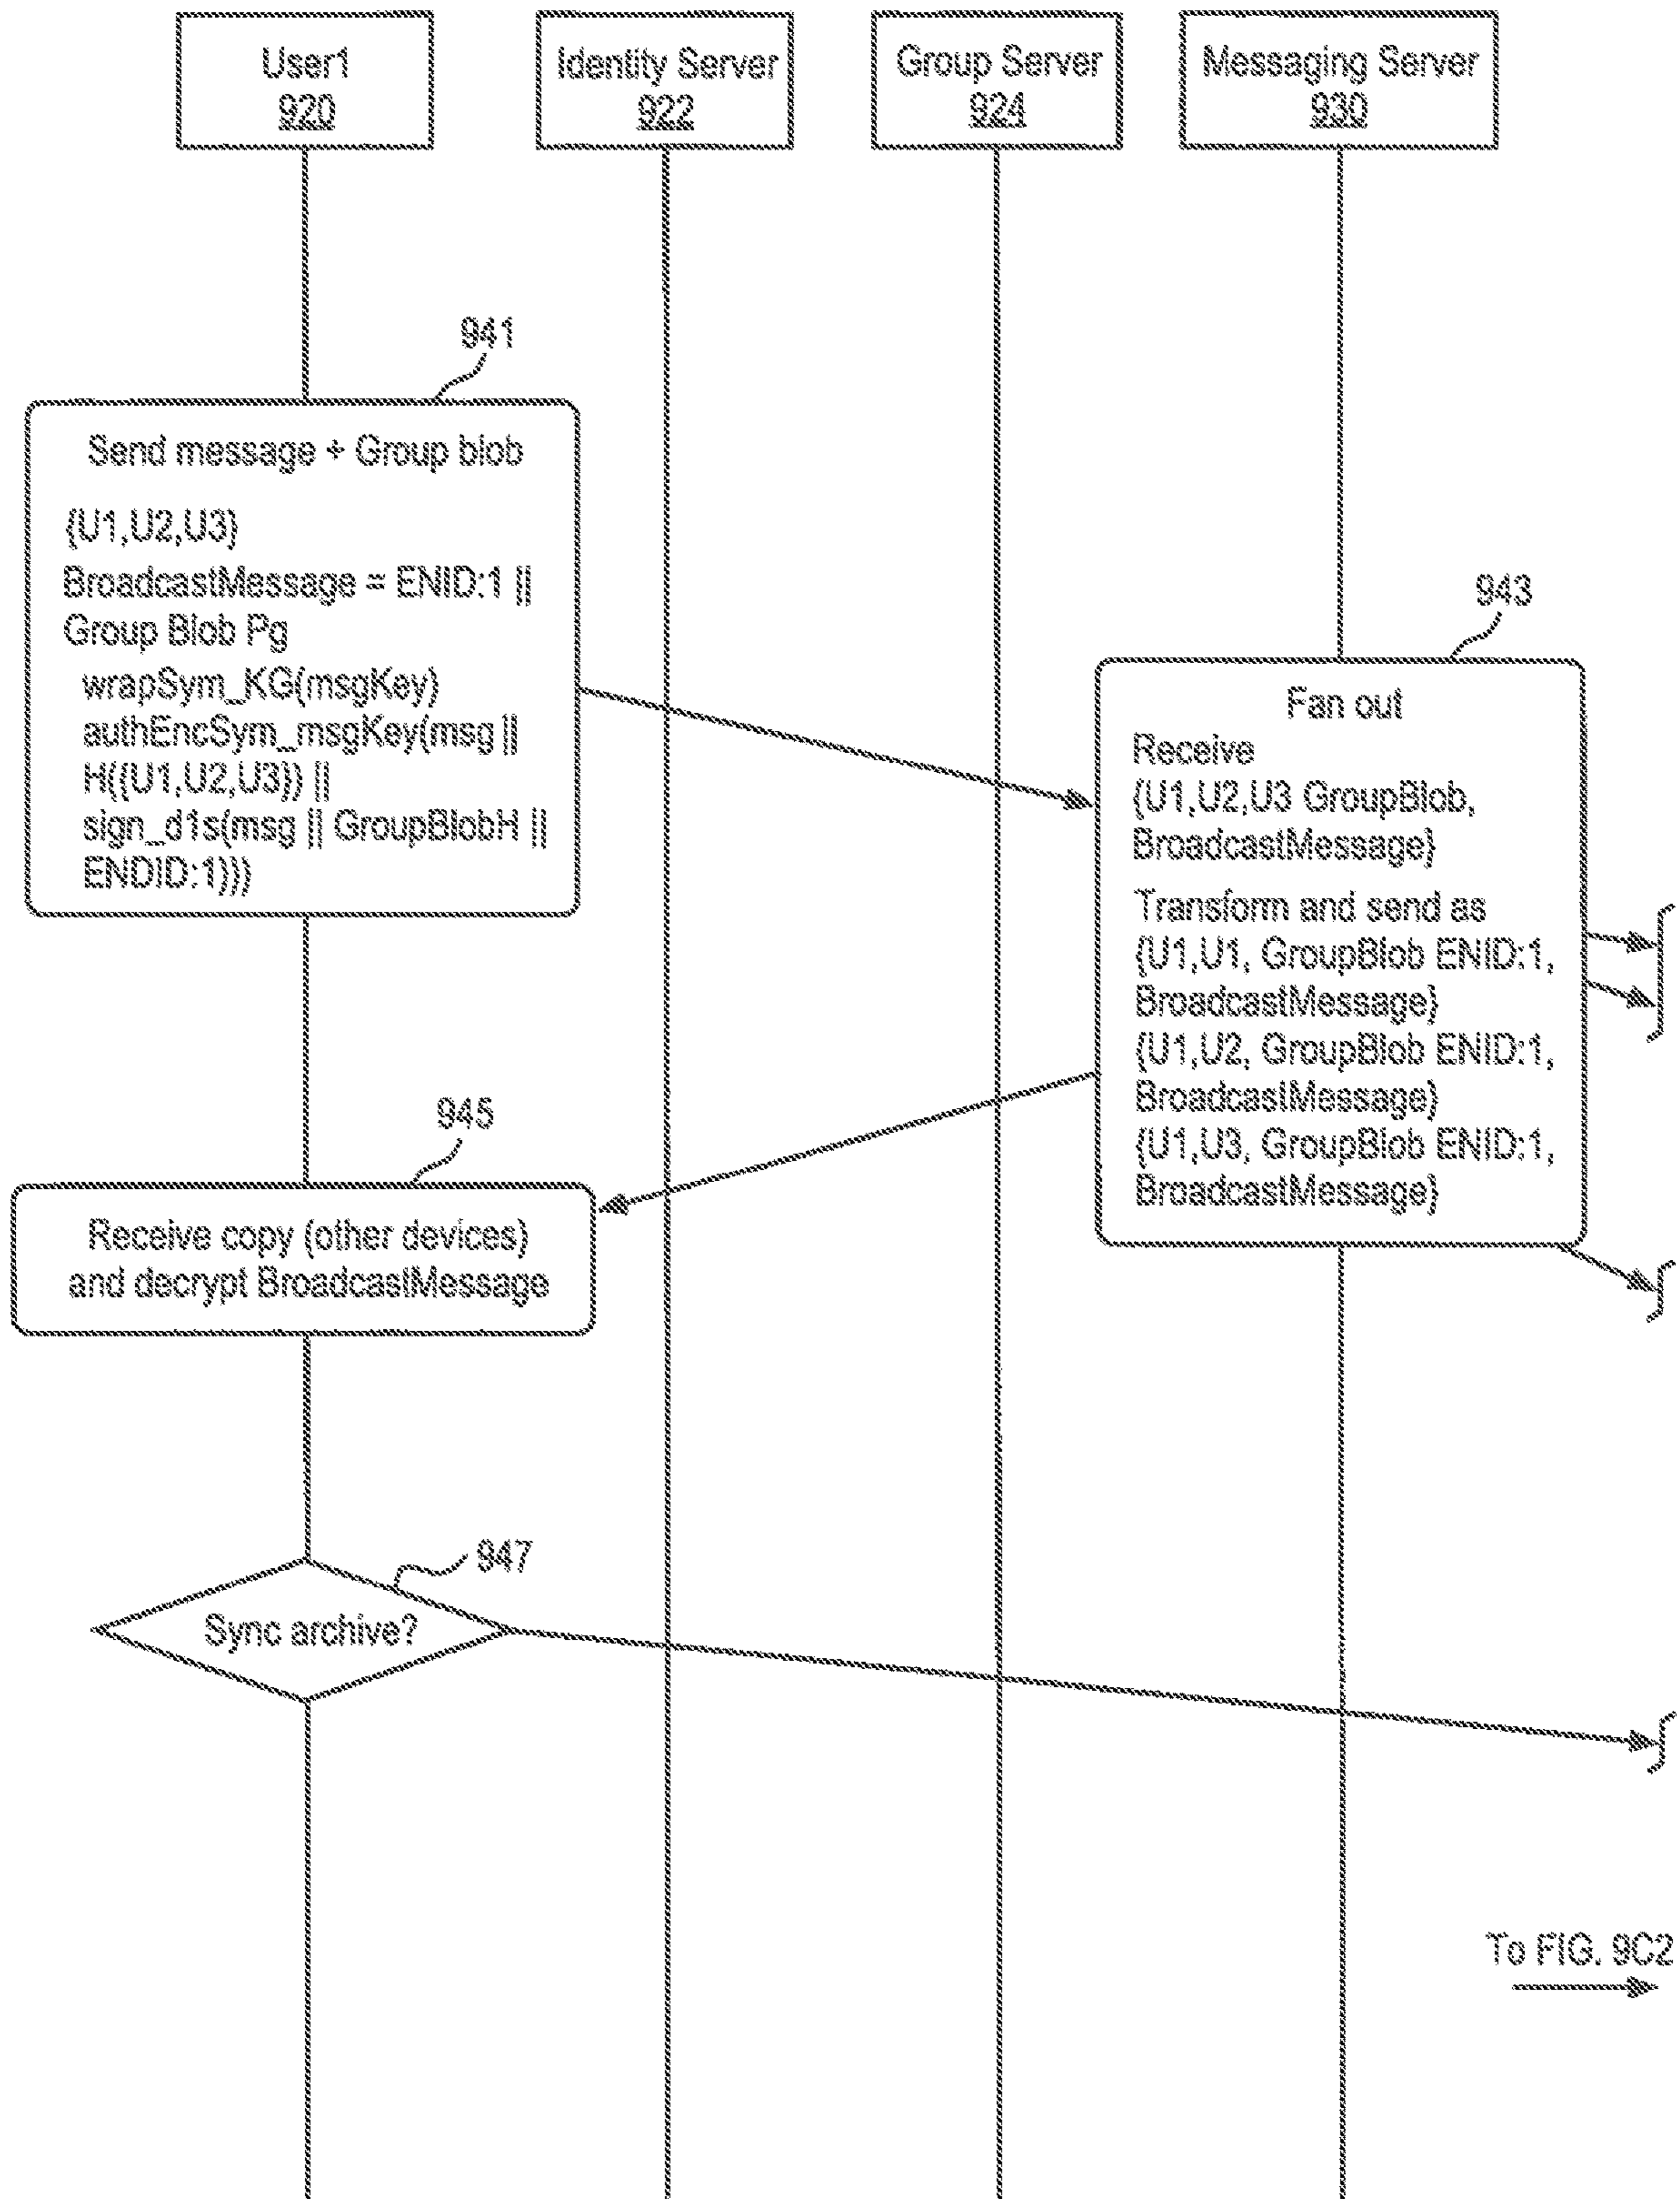 User1
920
Identity Server
922
Group Server
924
Messaging Server
930
941
Send message + Group blob
{U1,U2,U3}
BroadcastMessage = ENID:1 ||
Group Blob Pg
wrapSym_KG(msgKey)
authEncSym_msgKey(msg ||
H({U1,U2,U3}) ||
sign_d1s(msg || GroupBlobH ||
ENDID:1)))
943
Fan out
Receive
{U1,U2,U3 GroupBlob,
BroadcastMessage}
Transform and send as
{U1,U1, GroupBlob ENID:1,
BroadcastMessage}
{U1,U2, GroupBlob ENID:1,
BroadcastMessage}
{U1,U3, GroupBlob ENID:1,
BroadcastMessage}
945
Receive copy (other devices)
and decrypt BroadcastMessage
947
Sync archive?
To FIG. 9C2